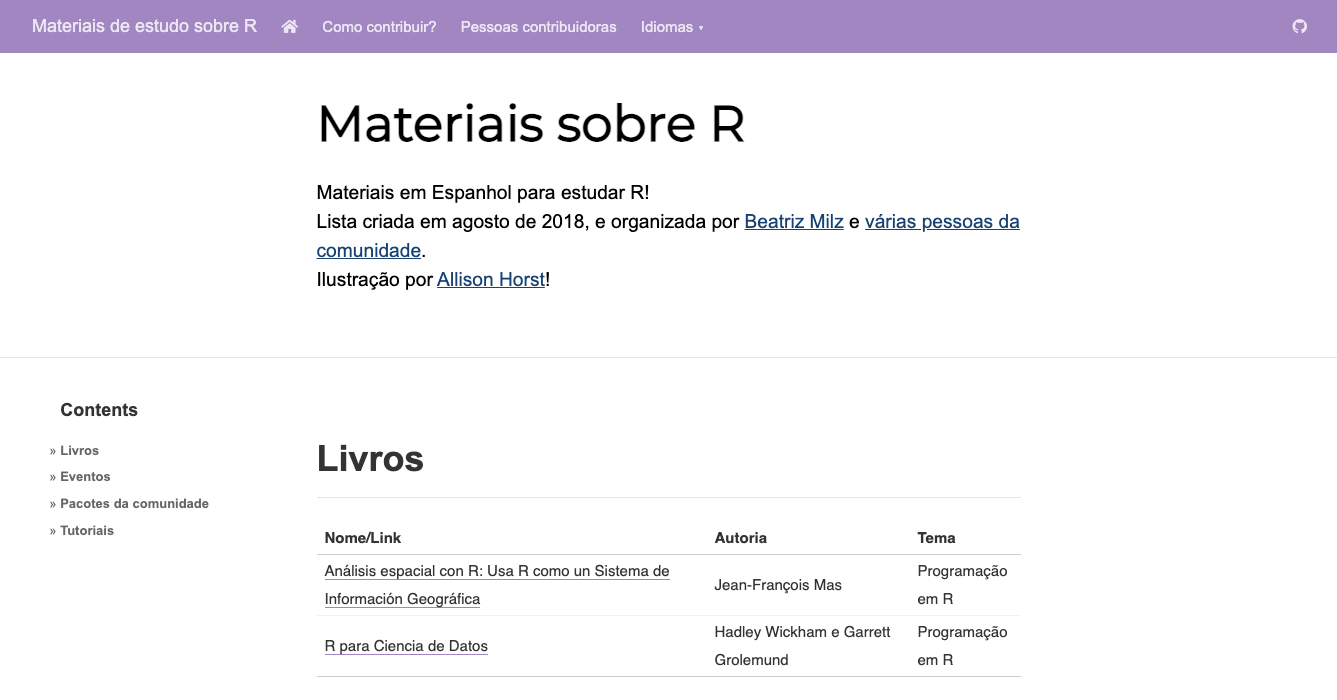 Materiais de estudo sobre R Como contribuir? Pessoas contribuidoras Idiomas
Materiais sobre R
Materiais em Espanhol para estudar R!
Lista criada em agosto de 2018, e organizada por Beatriz Milz e várias pessoas da
comunidade.
Ilustração por Allison Horst!
Contents
» Livros
» Eventos
» Pacotes da comunidade
» Tutoriais
Livros
Nome/Link Autoria Tema
Análisis espacial con R: Usa R como un Sistema de
Información Geográfica
Jean-François Mas
Programação
em R
R para Ciencia de Datos
Hadley Wickham e Garrett
Grolemund
Programação
em R